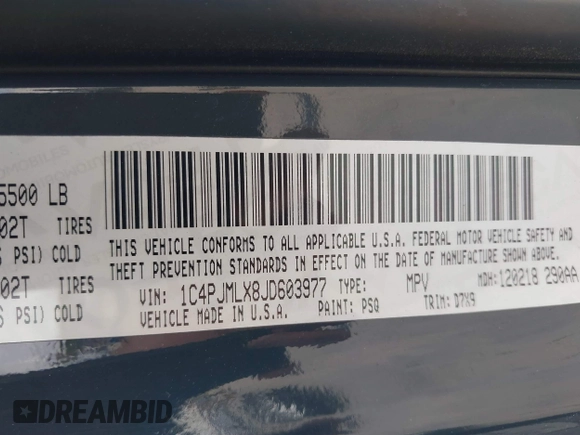 5500 LB
02T TIRES
PSI) COLD
02T TIRES
PSI) COLD
THIS VEHICLE CONFORMS TO ALL APPLICABLE U.S.A. FEDERAL MOTOR VEHICLE SAFETY AND
THEFT PREVENTION STANDARDS IN EFFECT ON THE DATE OF MANUFACTURE SHOWN ABOVE.
VIN: 1C4PJMLX8JD603977 TYPE: MPV MDH: 120218 290AA
VEHICLE MADE IN U.S.A. PAINT: PSQ TRIM: D7X9
DREAMBID